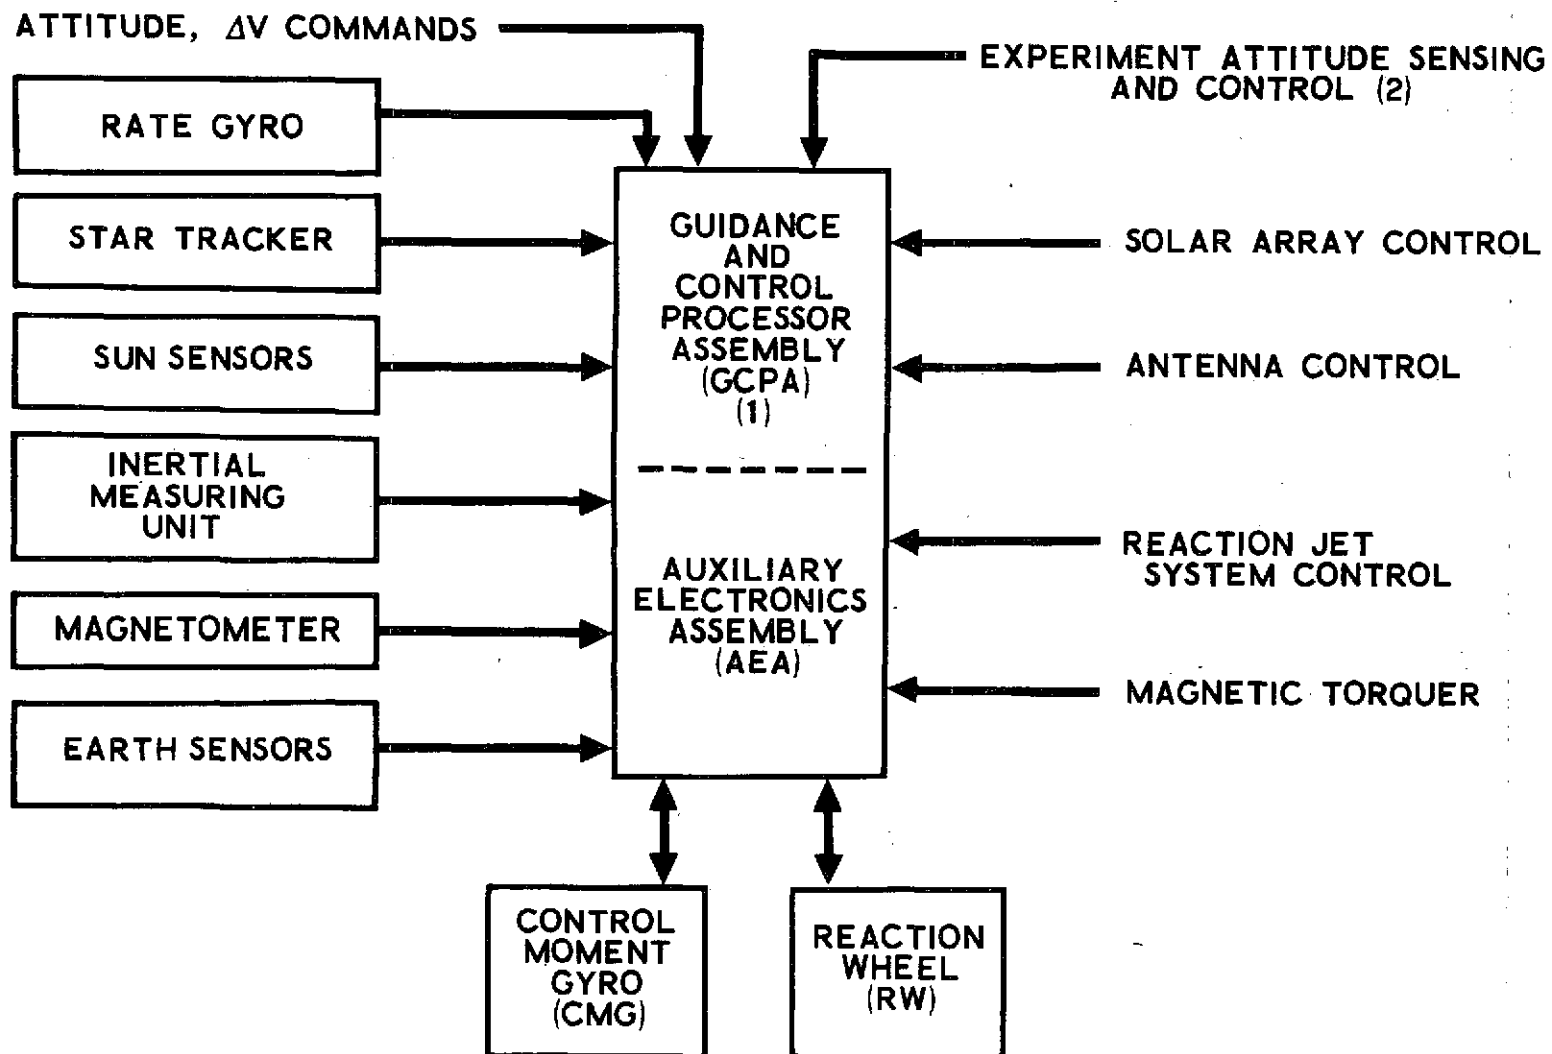 ATTITUDE, ΔV COMMANDS
EXPERIMENT ATTITUDE SENSING
AND CONTROL (2)
RATE GYRO
STAR TRACKER
SUN SENSORS
INERTIAL
MEASURING
UNIT
MAGNETOMETER
EARTH SENSORS
GUIDANCE
AND
CONTROL
PROCESSOR
ASSEMBLY
(GCPA)
(1)
AUXILIARY
ELECTRONICS
ASSEMBLY
(AEA)
SOLAR ARRAY CONTROL
ANTENNA CONTROL
REACTION JET
SYSTEM CONTROL
MAGNETIC TORQUER
CONTROL
MOMENT
GYRO
(CMG)
REACTION
WHEEL
(RW)